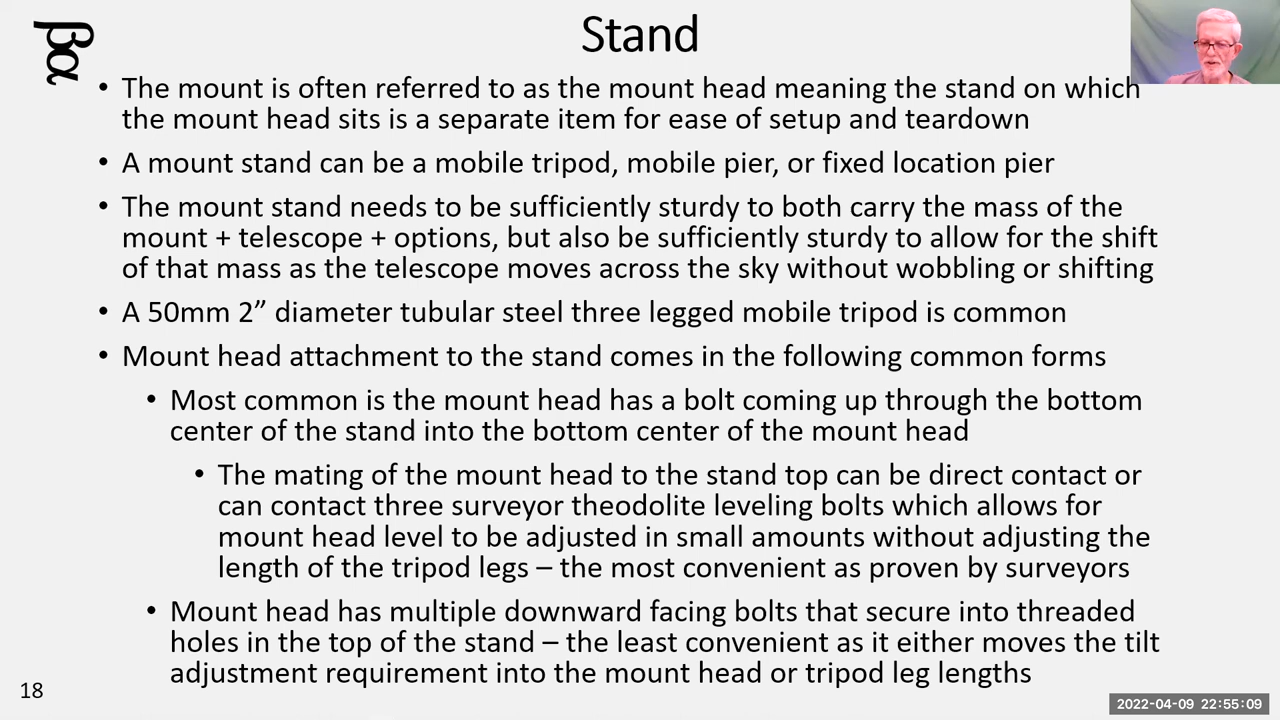 βα
Stand
• The mount is often referred to as the mount head meaning the stand on which
the mount head sits is a separate item for ease of setup and teardown
• A mount stand can be a mobile tripod, mobile pier, or fixed location pier
• The mount stand needs to be sufficiently sturdy to both carry the mass of the
mount + telescope + options, but also be sufficiently sturdy to allow for the shift
of that mass as the telescope moves across the sky without wobbling or shifting
• A 50mm 2” diameter tubular steel three legged mobile tripod is common
• Mount head attachment to the stand comes in the following common forms
• Most common is the mount head has a bolt coming up through the bottom
center of the stand into the bottom center of the mount head
• The mating of the mount head to the stand top can be direct contact or
can contact three surveyor theodolite leveling bolts which allows for
mount head level to be adjusted in small amounts without adjusting the
length of the tripod legs – the most convenient as proven by surveyors
• Mount head has multiple downward facing bolts that secure into threaded
holes in the top of the stand – the least convenient as it either moves the tilt
adjustment requirement into the mount head or tripod leg lengths
18
2022-04-09 22:55:09